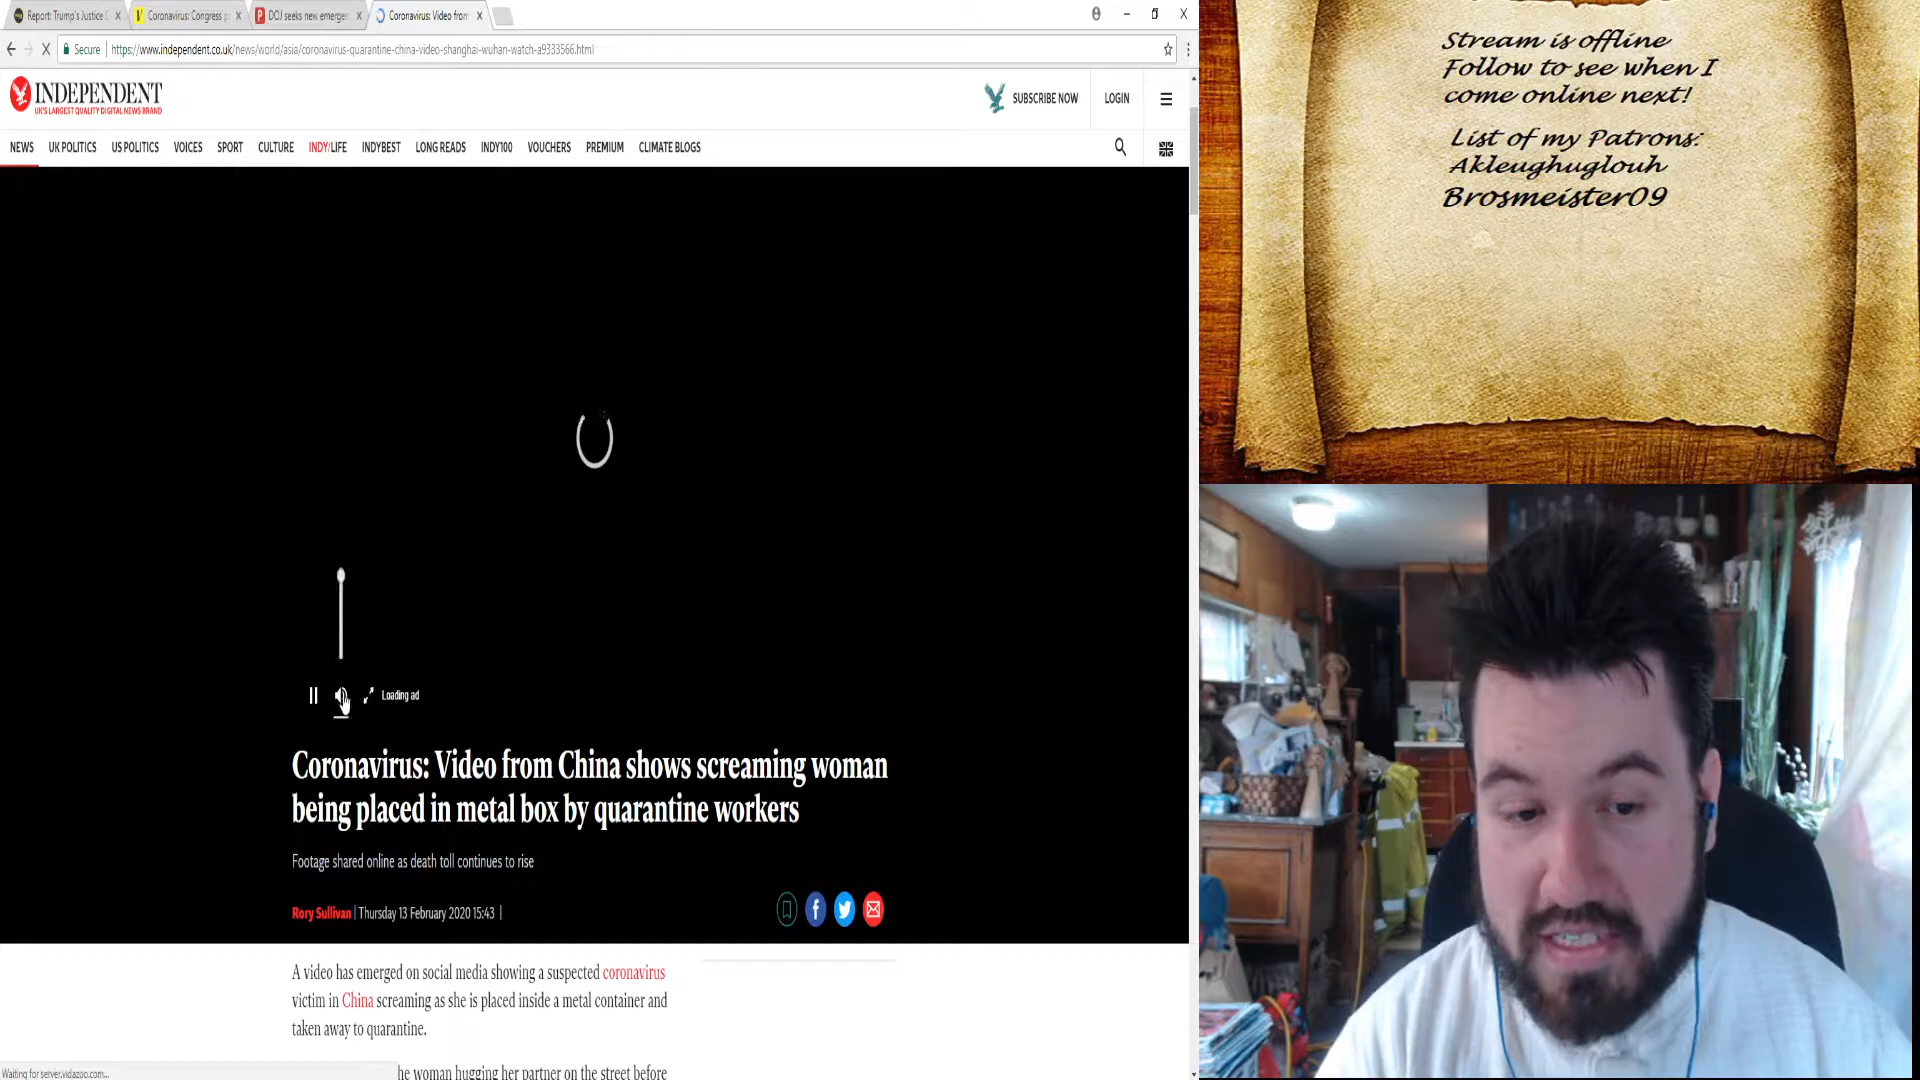 Report: Trump's Justice D
Coronavirus: Congress p
DOJ seeks new emerger
Coronavirus: Video from
Secure
https://www.independent.co.uk/news/world/asia/coronavirus-quarantine-china-video-shanghai-wuhan-watch-a9333566.html
INDEPENDENT
UK'S LARGEST QUALITY DIGITAL NEWS BRAND
SUBSCRIBE NOW
LOGIN
NEWS UK POLITICS US POLITICS VOICES SPORT CULTURE INDY/LIFE INDYBEST LONG READS INDY100 VOUCHERS PREMIUM CLIMATE BLOGS
Loading ad
Coronavirus: Video from China shows screaming woman
being placed in metal box by quarantine workers
Footage shared online as death toll continues to rise
Rory Sullivan | Thursday 13 February 2020 15:43 |
A video has emerged on social media showing a suspected coronavirus
victim in China screaming as she is placed inside a metal container and
taken away to quarantine.
he woman hugging her partner on the street before
Waiting for server.vidazoo.com...
Stream is offline
Follow to see when I
come online next!
List of my Patrons:
Akleughuglouh
Brosmeister09